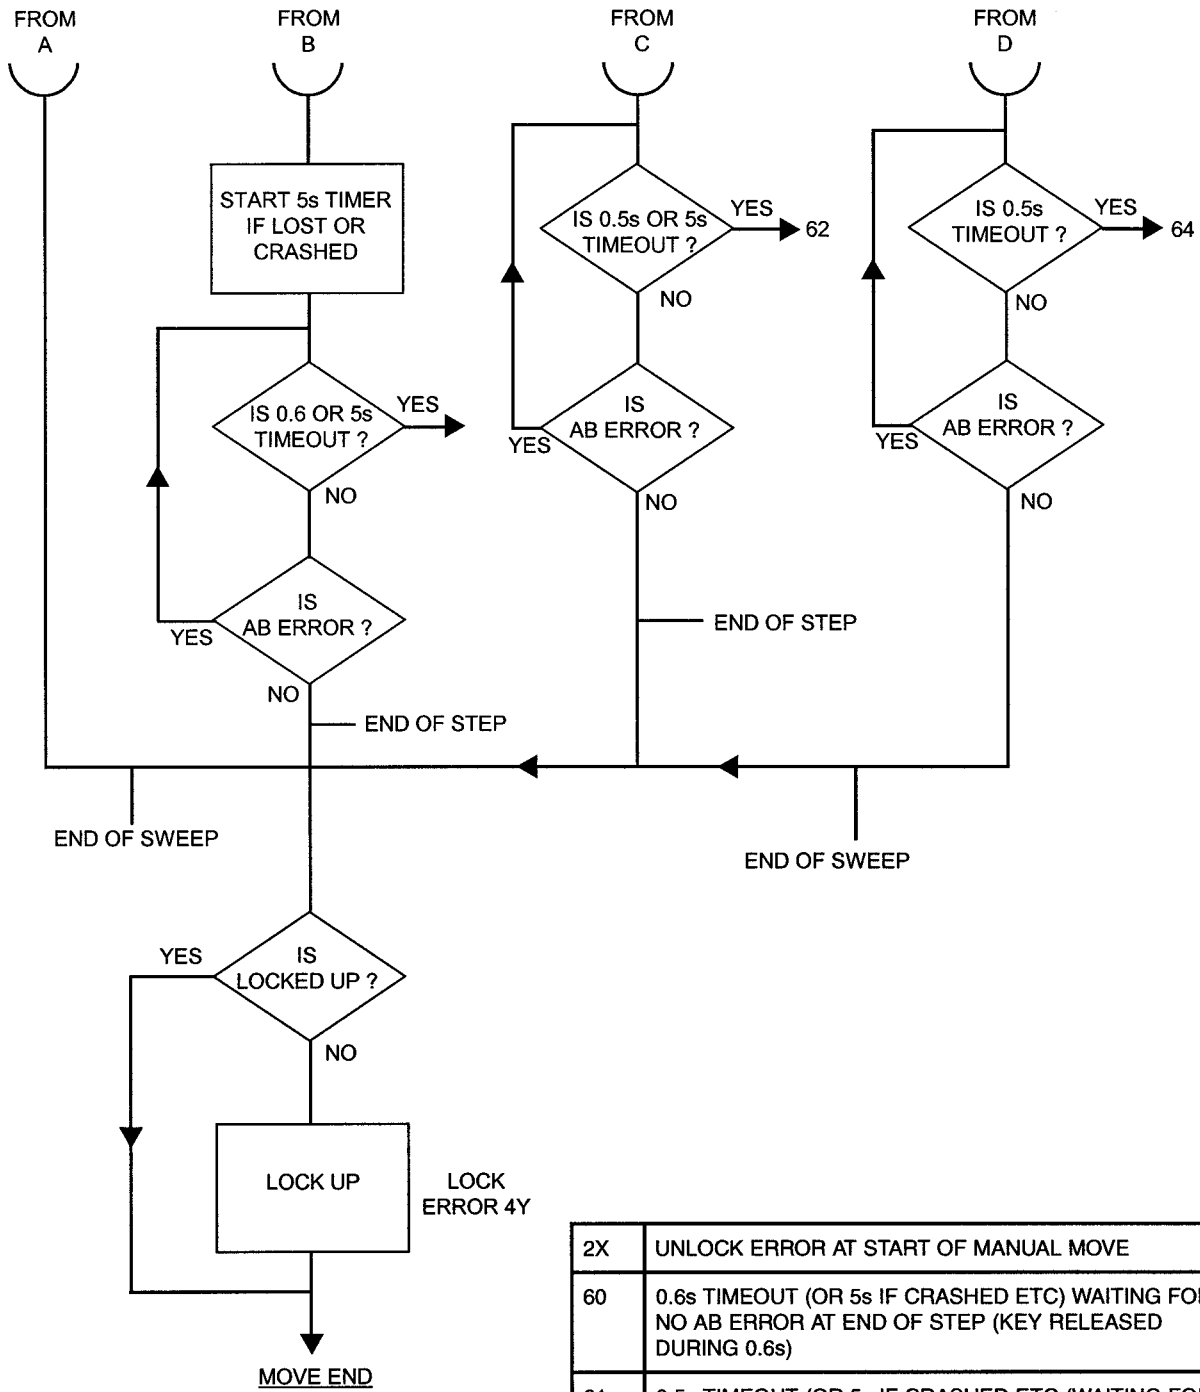 FROM
A
FROM
B
FROM
C
FROM
D
START 5s TIMER
IF LOST OR
CRASHED
IS 0.5s OR 5s
TIMEOUT ?
YES
62
NO
IS 0.5s
TIMEOUT ?
YES
64
NO
IS 0.6 OR 5s
TIMEOUT ?
YES
NO
IS
AB ERROR ?
YES
NO
IS
AB ERROR ?
YES
NO
IS
AB ERROR ?
YES
NO
END OF STEP
END OF STEP
END OF SWEEP
END OF SWEEP
IS
LOCKED UP ?
YES
NO
LOCK UP
LOCK
ERROR 4Y
MOVE END
2X UNLOCK ERROR AT START OF MANUAL MOVE
60 0.6s TIMEOUT (OR 5s IF CRASHED ETC) WAITING
NO AB ERROR AT END OF STEP (KEY RELEASED
DURING 0.6s)